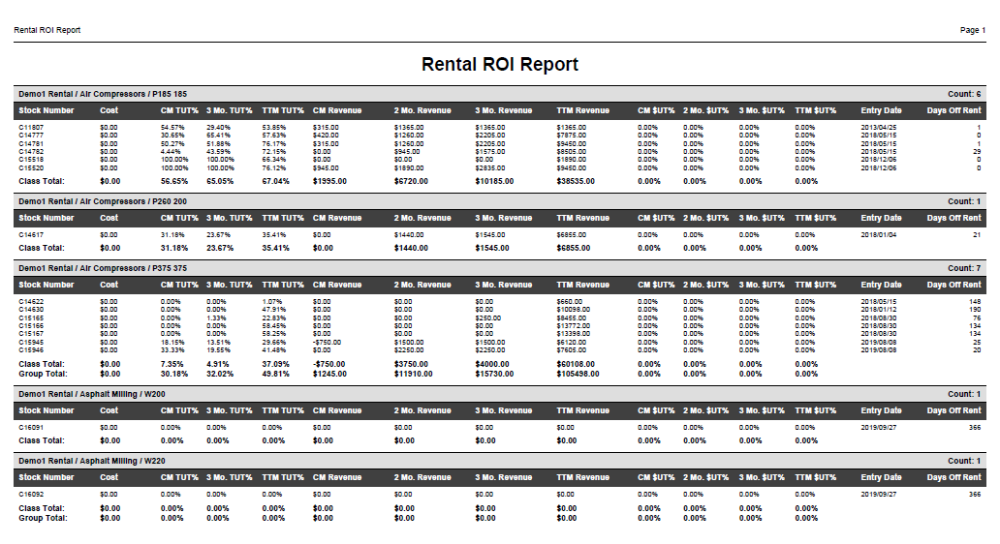 Rental ROI Report Page 1
Rental ROI Report
Demo1 Rental / Air Compressors / P185 185 Count: 6
Stock Number Cost CM TUT% 3 Mo. TUT% TTM TUT% CM Revenue 2 Mo. Revenue 3 Mo. Revenue TTM Revenue CM $UT% 2 Mo. $UT% 3 Mo. $UT% TTM $UT% Entry Date Days Off Rent
C11807 $0.00 54.57% 29.40% 53.85% $315.00 $1365.00 $1365.00 $1365.00 0.00% 0.00% 0.00% 0.00% 2013/04/25 1
C14777 $0.00 30.65% 65.41% 57.63% $420.00 $1260.00 $2205.00 $7875.00 0.00% 0.00% 0.00% 0.00% 2018/05/15 0
C14781 $0.00 50.27% 51.88% 76.17% $315.00 $1260.00 $2205.00 $9450.00 0.00% 0.00% 0.00% 0.00% 2018/05/15 1
C14782 $0.00 4.44% 43.59% 72.15% $0.00 $945.00 $1575.00 $8505.00 0.00% 0.00% 0.00% 0.00% 2018/05/15 29
C15518 $0.00 100.00% 100.00% 66.34% $0.00 $0.00 $0.00 $1890.00 0.00% 0.00% 0.00% 0.00% 2018/12/06 0
C15520 $0.00 100.00% 100.00% 76.12% $945.00 $1890.00 $2835.00 $9450.00 0.00% 0.00% 0.00% 0.00% 2018/12/06 0
Class Total: $0.00 56.65% 65.05% 67.04% $1995.00 $6720.00 $10185.00 $38535.00 0.00% 0.00% 0.00% 0.00%
Demo1 Rental / Air Compressors / P260 200 Count: 1
Stock Number Cost CM TUT% 3 Mo. TUT% TTM TUT% CM Revenue 2 Mo. Revenue 3 Mo. Revenue TTM Revenue CM $UT% 2 Mo. $UT% 3 Mo. $UT% TTM $UT% Entry Date Days Off Rent
C14617 $0.00 31.18% 23.67% 35.41% $0.00 $1440.00 $1545.00 $6855.00 0.00% 0.00% 0.00% 0.00% 2018/01/04 21
Class Total: $0.00 31.18% 23.67% 35.41% $0.00 $1440.00 $1545.00 $6855.00 0.00% 0.00% 0.00% 0.00%
Demo1 Rental / Air Compressors / P375 375 Count: 7
Stock Number Cost CM TUT% 3 Mo. TUT% TTM TUT% CM Revenue 2 Mo. Revenue 3 Mo. Revenue TTM Revenue CM $UT% 2 Mo. $UT% 3 Mo. $UT% TTM $UT% Entry Date Days Off Rent
C14622 $0.00 0.00% 0.00% 1.07% $0.00 $0.00 $0.00 $660.00 0.00% 0.00% 0.00% 0.00% 2018/05/15 148
C14630 $0.00 0.00% 0.00% 47.91% $0.00 $0.00 $0.00 $10098.00 0.00% 0.00% 0.00% 0.00% 2018/01/12 190
C15165 $0.00 0.00% 1.33% 22.83% $0.00 $0.00 $250.00 $8455.00 0.00% 0.00% 0.00% 0.00% 2018/08/30 76
C15166 $0.00 0.00% 0.00% 58.45% $0.00 $0.00 $0.00 $13772.00 0.00% 0.00% 0.00% 0.00% 2018/08/30 134
C15167 $0.00 0.00% 0.00% 58.25% $0.00 $0.00 $0.00 $13398.00 0.00% 0.00% 0.00% 0.00% 2018/08/30 134
C15945 $0.00 18.15% 13.51% 29.66% -$750.00 $1500.00 $1500.00 $6120.00 0.00% 0.00% 0.00% 0.00% 2019/08/08 25
C15946 $0.00 33.33% 19.55% 41.48% $0.00 $2250.00 $2250.00 $7605.00 0.00% 0.00% 0.00% 0.00% 2019/08/08 20
Class Total: $0.00 7.35% 4.91% 37.09% -$750.00 $3750.00 $4000.00 $60108.00 0.00% 0.00% 0.00% 0.00%
Group Total: $0.00 30.18% 32.02% 49.81% $1245.00 $11910.00 $15730.00 $105498.00 0.00% 0.00% 0.00% 0.00%
Demo1 Rental / Asphalt Milling / W200 Count: 1
Stock Number Cost CM TUT% 3 Mo. TUT% TTM TUT% CM Revenue 2 Mo. Revenue 3 Mo. Revenue TTM Revenue CM $UT% 2 Mo. $UT% 3 Mo. $UT% TTM $UT% Entry Date Days Off Rent
C16091 $0.00 0.00% 0.00% 0.00% $0.00 $0.00 $0.00 $0.00 0.00% 0.00% 0.00% 0.00% 2019/09/27 366
Class Total: $0.00 0.00% 0.00% 0.00% $0.00 $0.00 $0.00 $0.00 0.00% 0.00% 0.00% 0.00%
Demo1 Rental / Asphalt Milling / W220 Count: 1
Stock Number Cost CM TUT% 3 Mo. TUT% TTM TUT% CM Revenue 2 Mo. Revenue 3 Mo. Revenue TTM Revenue CM $UT% 2 Mo. $UT% 3 Mo. $UT% TTM $UT% Entry Date Days Off Rent
C16092 $0.00 0.00% 0.00% 0.00% $0.00 $0.00 $0.00 $0.00 0.00% 0.00% 0.00% 0.00% 2019/09/27 366
Class Total: $0.00 0.00% 0.00% 0.00% $0.00 $0.00 $0.00 $0.00 0.00% 0.00% 0.00% 0.00%
Group Total: $0.00 0.00% 0.00% 0.00% $0.00 $0.00 $0.00 $0.00 0.00% 0.00% 0.00% 0.00%